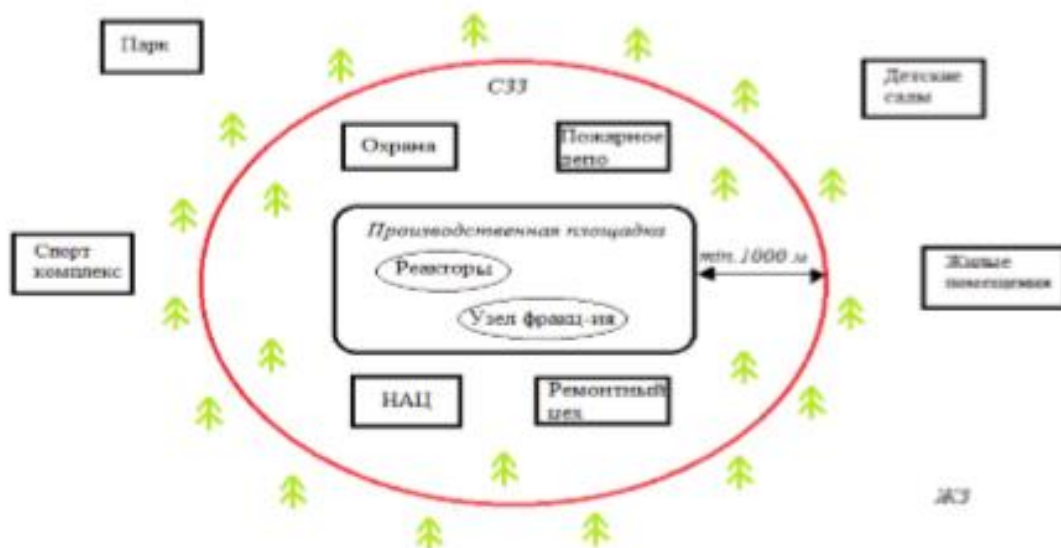 Парк
СЗЗ
Детские
сады
Охрана
Пожарное
депо
Производственная площадка
Реакторы
Узел фракц-ия
min.1000 м
Спорт
комплекс
Жилые
помещения
НАЦ
Ремонтный
цех
ЖЗ